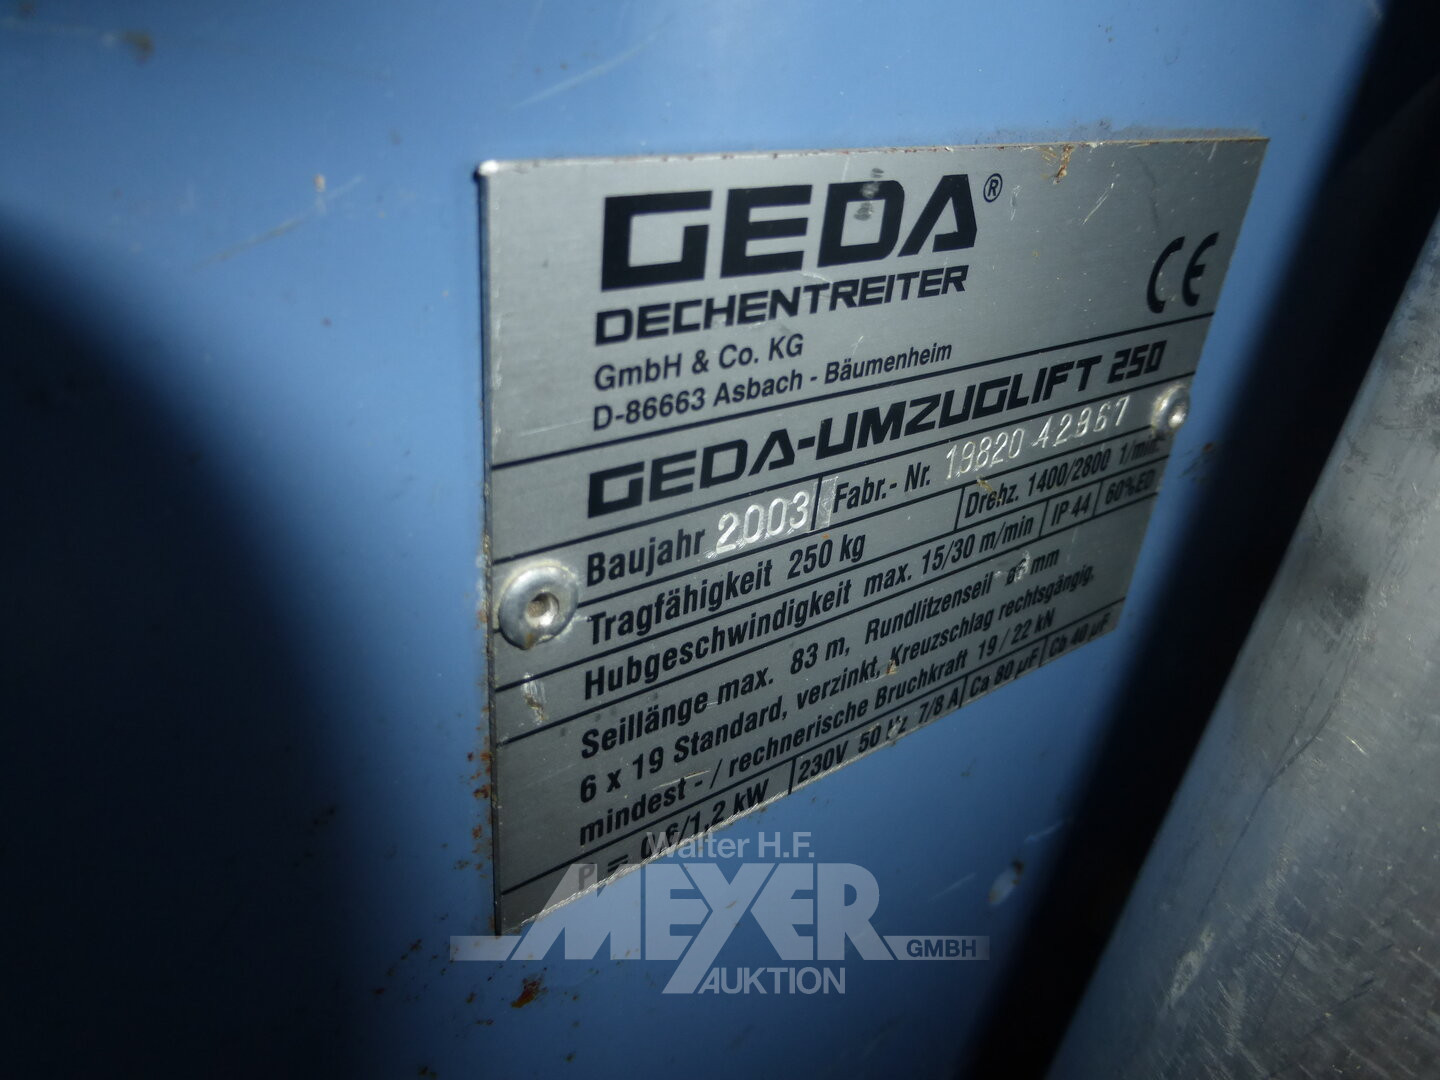 GEDA®
DECHENTREITER
GmbH & Co. KG
D-86663 Asbach - Bäumenheim
CE
GEDA-UMZUGLIFT 250
Baujahr 2003 Fabr.- Nr. 19820 42967
Tragfähigkeit 250 kg Drehz. 1400/2800 1/min.
Hubgeschwindigkeit max. 15/30 m/min IP 44 60%ED
Seillänge max. 83 m, Rundlitzenseil mm
6 x 19 Standard, verzinkt, Kreuzschlag rechtsgängig,
mindest - / rechnerische Bruchkraft 19 / 22 kN
P = 0,6/1,2 kW 230V 50 Hz 7/8 A Ca 80 µF Cb 40 µF
Walter H.F.
MEYER
GMBH
AUKTION